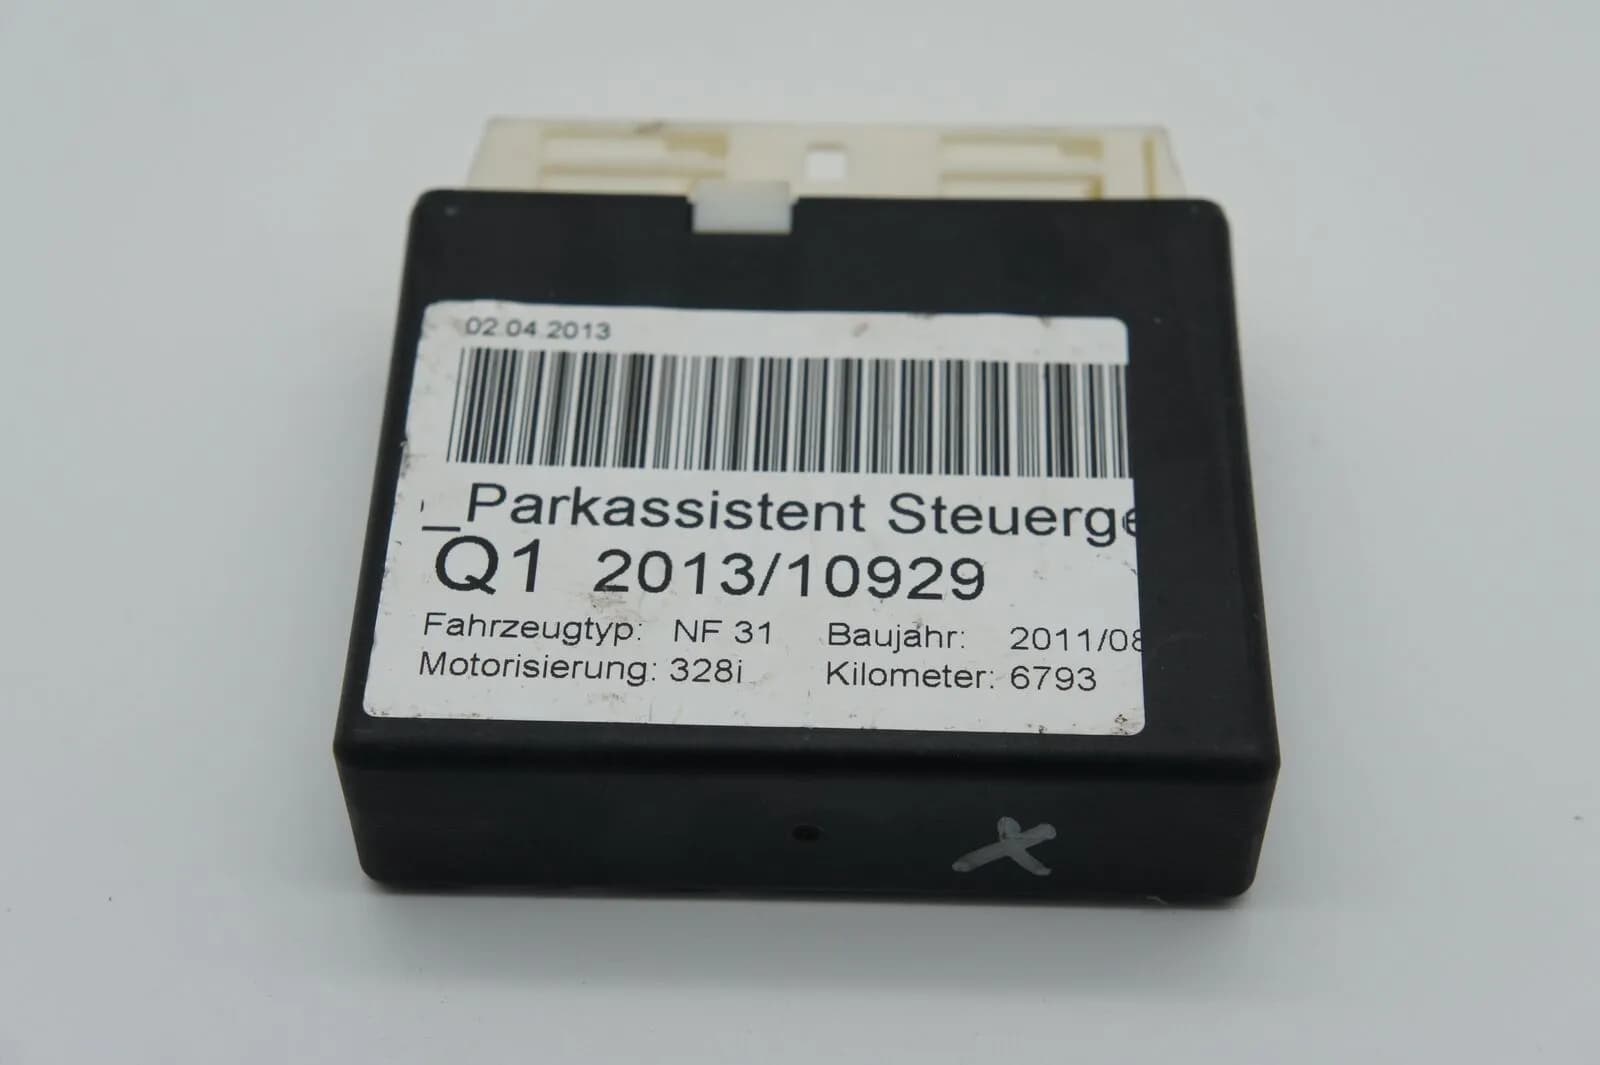 02.04.2013
_Parkassistent Steuerge
Q1 2013/10929
Fahrzeugtyp: NF 31 Baujahr: 2011/08
Motorisierung: 328i Kilometer: 6793
X